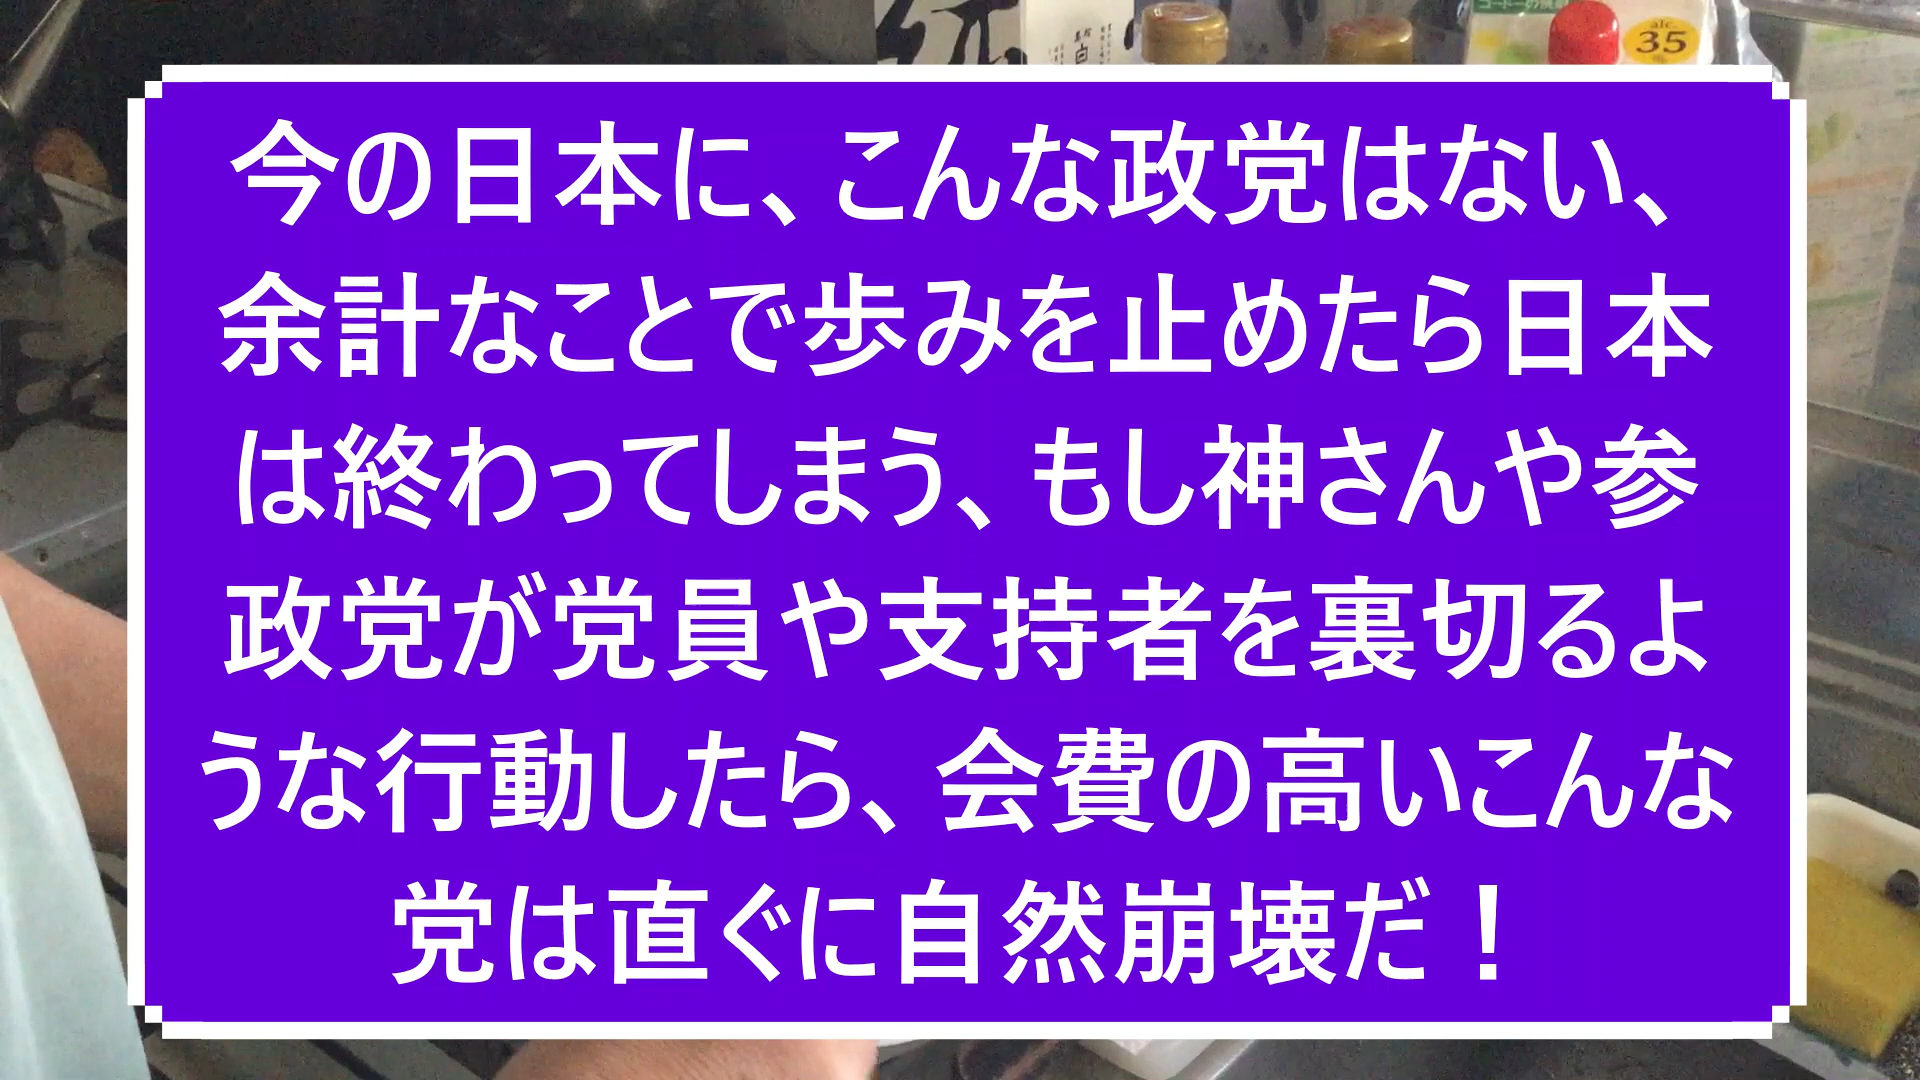 今の日本に、こんな政党はない、
余計なことで歩みを止めたら日本
は終わってしまう、もし神さんや参
政党が党員や支持者を裏切るよ
うな行動したら、会費の高いこんな
党は直ぐに自然崩壊だ！
alc.
35